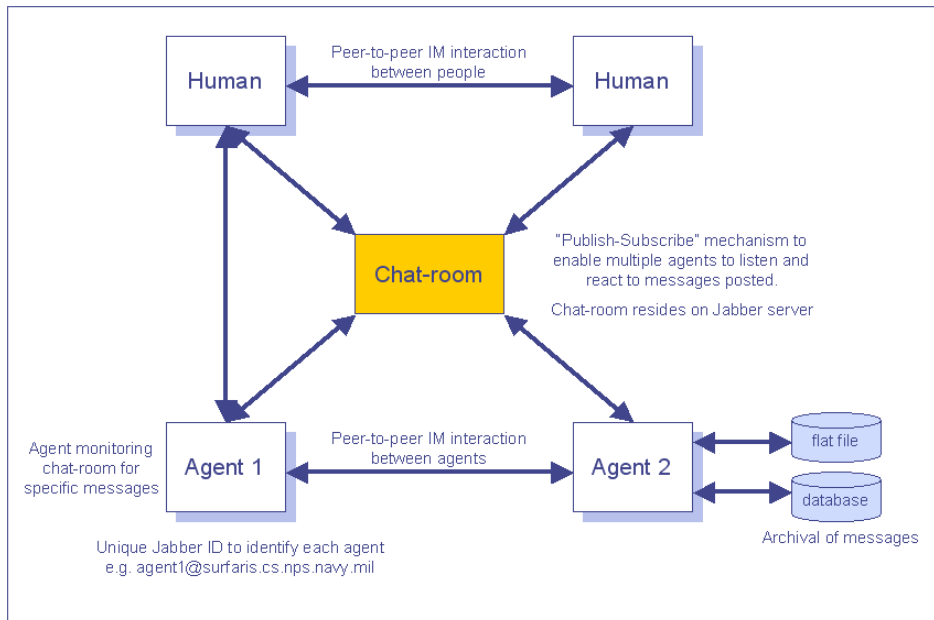 Human
Peer-to-peer IM interaction
between people
Human
Chat-room
"Publish-Subscribe" mechanism to
enable multiple agents to listen and
react to messages posted.
Chat-room resides on Jabber server
Agent monitoring
chat-room for
specific messages
Agent 1
Peer-to-peer IM interaction
between agents
Agent 2
flat file
database
Archival of messages
Unique Jabber ID to identify each agent
e.g. agent1@surfaris.cs.nps.navy.mil